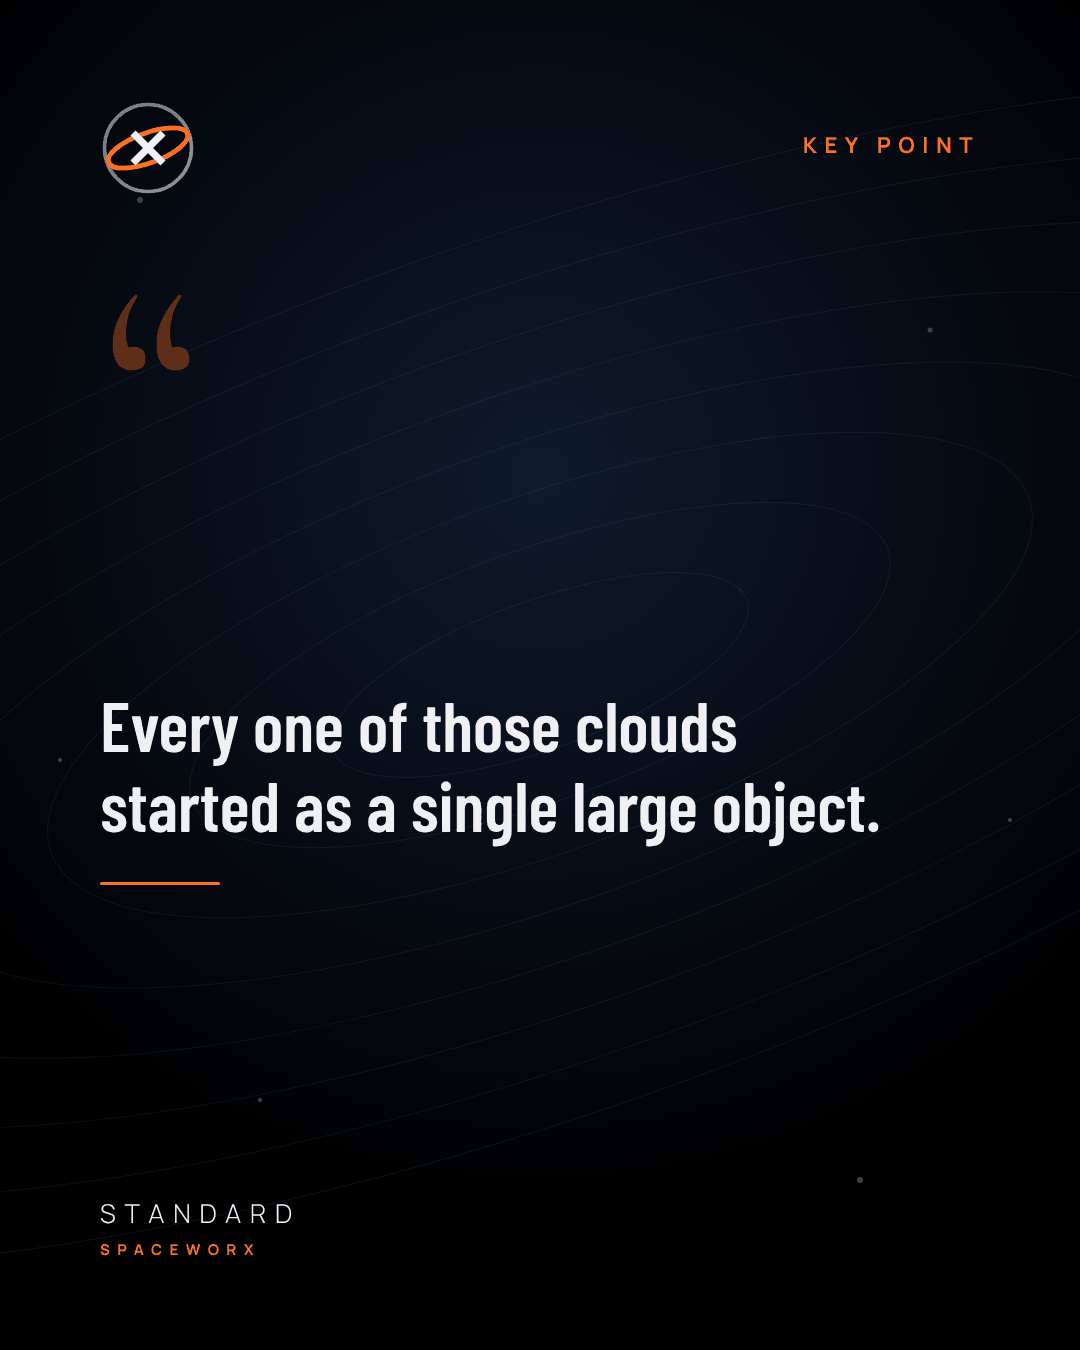 KEY POINT
“
Every one of those clouds
started as a single large object.
STANDARD
SPACEWORX